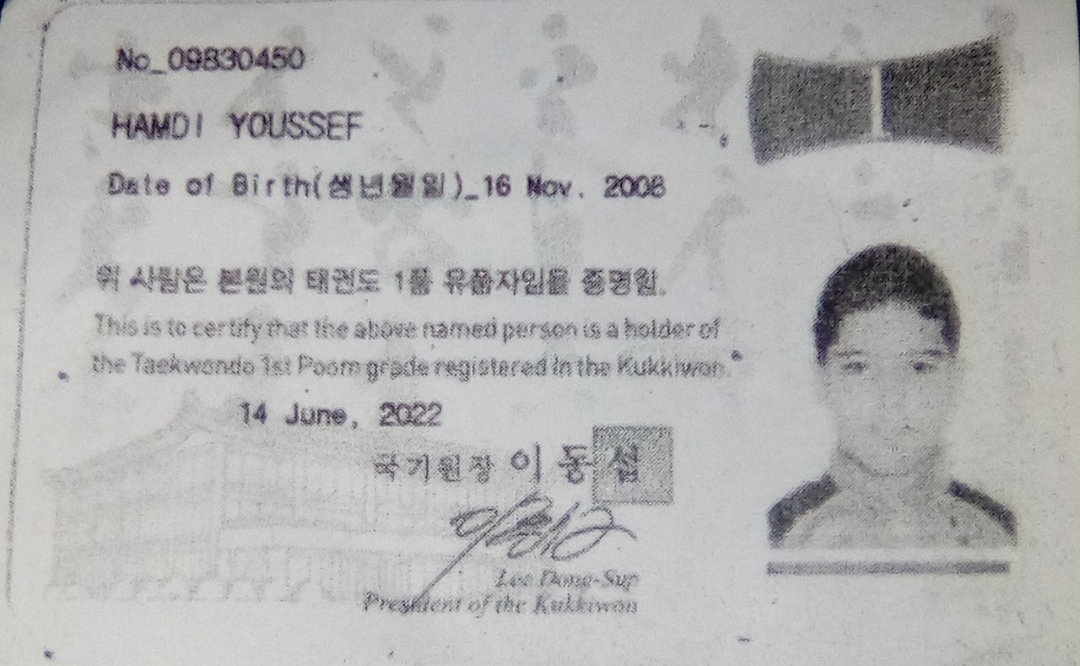 No_09830450
HAMDI YOUSSEF
Date of Birth(생년월일)_16 Nov. 2008
위 사람은 본원의 태권도 1품 유품자임을 증명함.
This is to certify that the above named person is a holder of
the Taekwondo 1st Poom grade registered in the Kukkiwon.
14 June, 2022
국기원장 이동섭
Lee Dong-Sup
President of the Kukkiwon